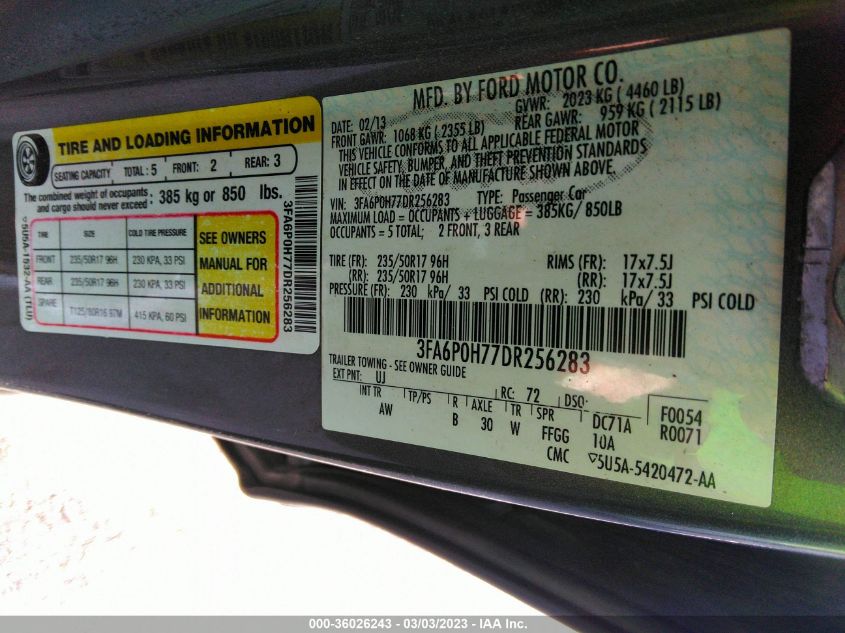 TIRE AND LOADING INFORMATION
SEATING CAPACITY TOTAL: 5 FRONT: 2 REAR: 3
The combined weight of occupants and cargo should never exceed: 385 kg or 850 lbs.
TIRE SIZE COLD TIRE PRESSURE
FRONT 235/50R17 96H 230 KPA, 33 PSI
REAR 235/50R17 96H 230 KPA, 33 PSI
SPARE T125/80R16 97M 415 KPA, 60 PSI
SEE OWNERS
MANUAL FOR
ADDITIONAL
INFORMATION
5U5A-1532-AA (TLU)
3FA6P0H77DR256283
MFD. BY FORD MOTOR CO.
DATE: 02/13 GVWR: 2023 KG ( 4460 LB)
FRONT GAWR: 1068 KG ( 2355 LB) REAR GAWR: 959 KG ( 2115 LB)
THIS VEHICLE CONFORMS TO ALL APPLICABLE FEDERAL MOTOR
VEHICLE SAFETY, BUMPER, AND THEFT PREVENTION STANDARDS
IN EFFECT ON THE DATE OF MANUFACTURE SHOWN ABOVE.
VIN: 3FA6P0H77DR256283 TYPE: Passenger Car
MAXIMUM LOAD = OCCUPANTS + LUGGAGE = 385KG/ 850LB
OCCUPANTS = 5 TOTAL; 2 FRONT, 3 REAR
TIRE (FR): 235/50R17 96H RIMS (FR): 17x7.5J
(RR): 235/50R17 96H (RR): 17x7.5J
PRESSURE (FR): 230 kPa/ 33 PSI COLD (RR): 230 kPa/ 33 PSI COLD
3FA6P0H77DR256283
TRAILER TOWING - SEE OWNER GUIDE
EXT PNT: UJ RC: 72 DSO:
INT TR TP/PS R AXLE TR SPR DC71A F0054
AW B 30 W FFGG 10A R0071
CMC 5U5A-5420472-AA
000-36026243 - 03/03/2023 - IAA Inc.